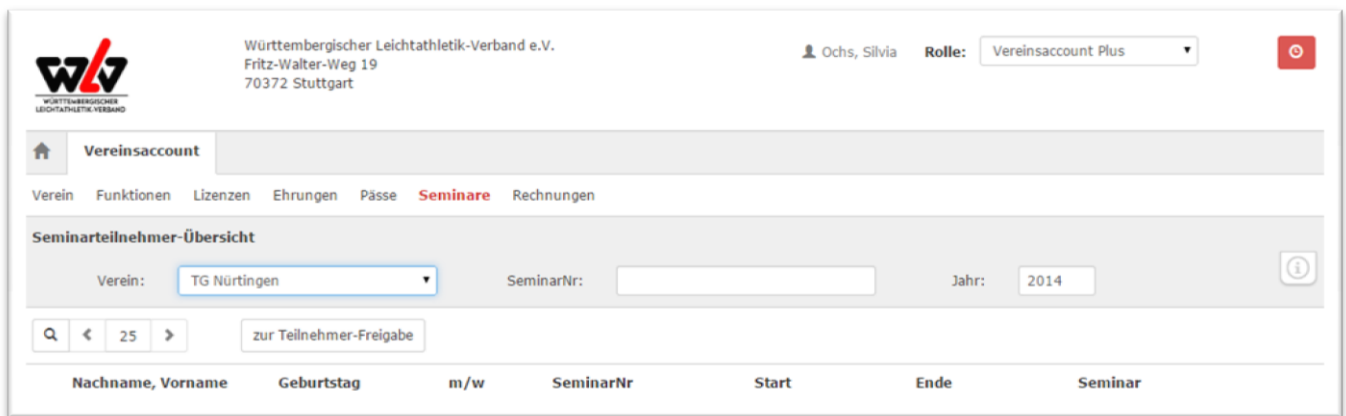 WLV
WÜRTTEMBERGISCHER
LEICHTATHLETIK-VERBAND
Württembergischer Leichtathletik-Verband e.V.
Fritz-Walter-Weg 19
70372 Stuttgart
Ochs, Silvia Rolle: Vereinsaccount Plus
Vereinsaccount
Verein Funktionen Lizenzen Ehrungen Pässe Seminare Rechnungen
Seminarteilnehmer-Übersicht
Verein: TG Nürtingen SeminarNr: Jahr: 2014
25 zur Teilnehmer-Freigabe
Nachname, Vorname Geburtstag m/w SeminarNr Start Ende Seminar